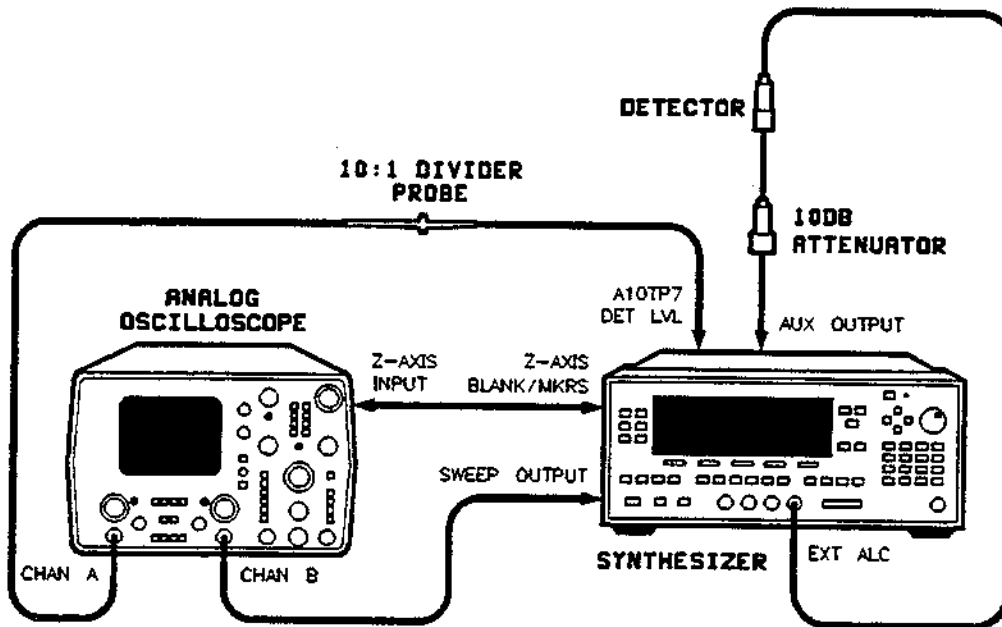 DETECTOR
10:1 DIVIDER
PROBE
10DB
ATTENUATOR
ANALOG
OSCILLOSCOPE
A10TP7
DET LVL
AUX OUTPUT
Z-AXIS
INPUT
Z-AXIS
BLANK/MKRS
SWEEP OUTPUT
CHAN A
CHAN B
SYNTHESIZER
EXT ALC